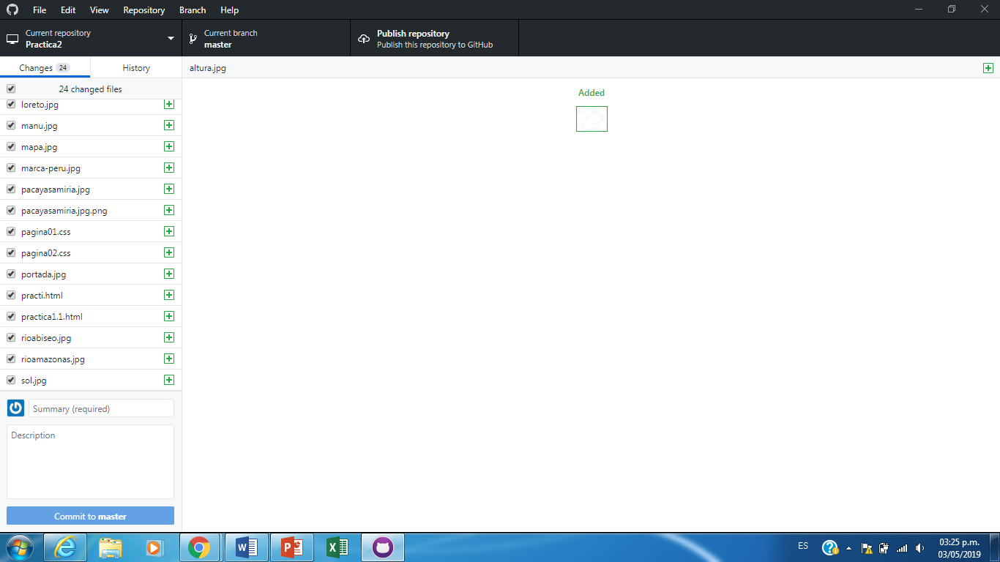 File Edit View Repository Branch Help
Current repository
Practica2
Current branch
master
Publish repository
Publish this repository to GitHub
Changes 24
History
altura.jpg
24 changed files
Added
loreto.jpg
manu.jpg
mapa.jpg
marca-peru.jpg
pacayasamiria.jpg
pacayasamiria.jpg.png
pagina01.css
pagina02.css
portada.jpg
practi.html
practica1.1.html
rioabiseo.jpg
rioamazonas.jpg
sol.jpg
Summary (required)
Description
Commit to master
ES
03:25 p.m.
03/05/2019